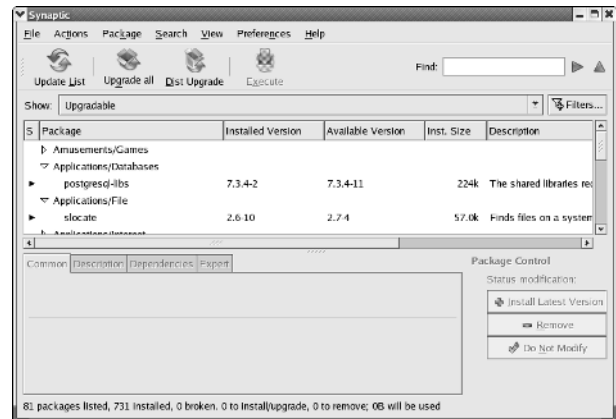 Synaptic
File Actions Package Search View Preferences Help
Update List Upgrade all Dist Upgrade Execute Find:
Show: Upgradable Filters...
S Package Installed Version Available Version Inst. Size Description
Amusements/Games
Applications/Databases
postgresql-libs 7.3.4-2 7.3.4-11 224k The shared libraries rec
Applications/File
slocate 2.6-10 2.7-4 57.0k Finds files on a system
Applications/Internet
Common Description Dependencies Expert Package Control
Status modification:
Install Latest Version
Remove
Do Not Modify
81 packages listed, 731 installed, 0 broken. 0 to install/upgrade, 0 to remove; 0B will be used